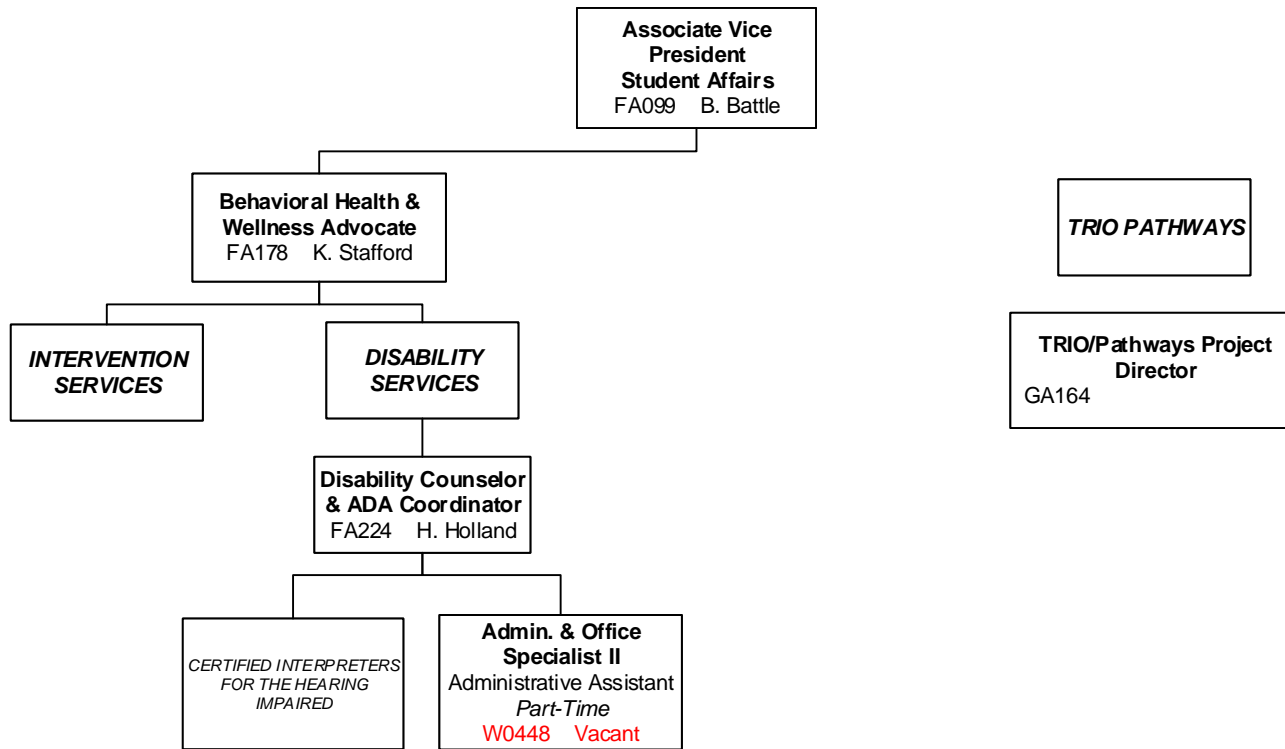 Associate Vice
President
Student Affairs
FA099 B. Battle
Behavioral Health &
Wellness Advocate
FA178 K. Stafford
TRIO PATHWAYS
INTERVENTION
SERVICES
DISABILITY
SERVICES
TRIO/Pathways Project
Director
GA164
Disability Counselor
& ADA Coordinator
FA224 H. Holland
CERTIFIED INTERPRETERS
FOR THE HEARING
IMPAIRED
Admin. & Office
Specialist II
Administrative Assistant
Part-Time
W0448 Vacant